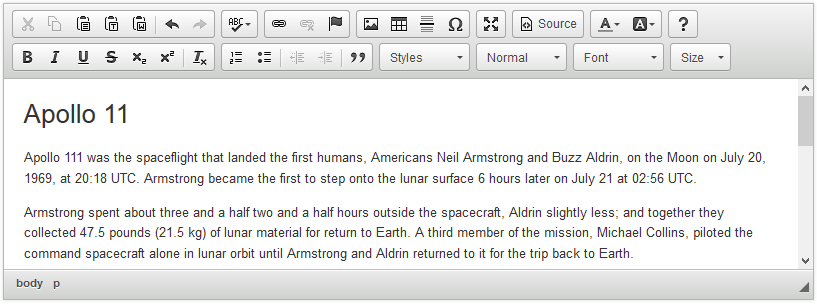 ABC Source A A ?
B I U S x₂ x² Tx Styles Normal Font Size
Apollo 11
Apollo 111 was the spaceflight that landed the first humans, Americans Neil Armstrong and Buzz Aldrin, on the Moon on July 20,
1969, at 20:18 UTC. Armstrong became the first to step onto the lunar surface 6 hours later on July 21 at 02:56 UTC.
Armstrong spent about three and a half two and a half hours outside the spacecraft, Aldrin slightly less; and together they
collected 47.5 pounds (21.5 kg) of lunar material for return to Earth. A third member of the mission, Michael Collins, piloted the
command spacecraft alone in lunar orbit until Armstrong and Aldrin returned to it for the trip back to Earth.
body p